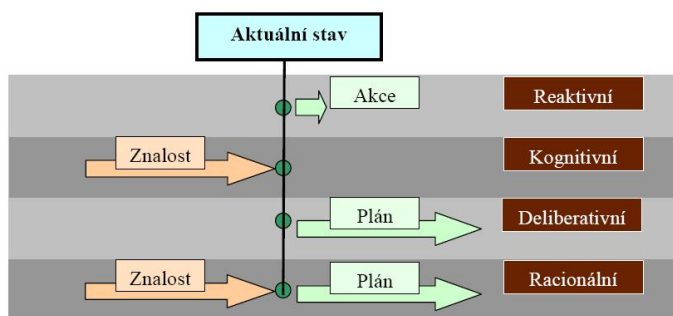 Aktuální stav
Akce
Reaktivní
Znalost
Kognitivní
Plán
Deliberativní
Znalost
Plán
Racionální